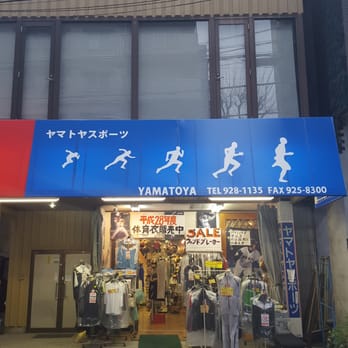 ヤマトヤスポーツ
YAMATOYA TEL 928-1135 FAX 925-8300
平成28年度
体育衣販売中
SALE
ウィンドブレーカー
ヤマトヤスポーツ